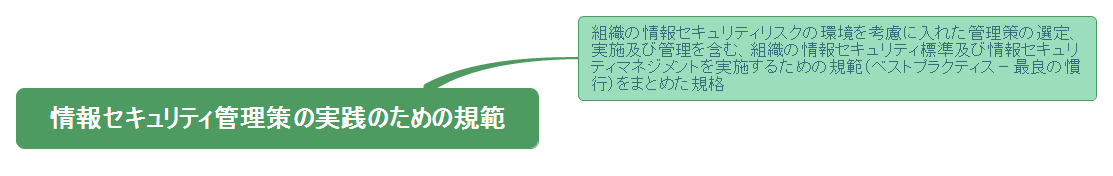 組織の情報セキュリティリスクの環境を考慮に入れた管理策の選定、
実施及び管理を含む、組織の情報セキュリティ標準及び情報セキュリ
ティマネジメントを実施するための規範（ベストプラクティス－最良の慣
行）をまとめた規格
情報セキュリティ管理策の実践のための規範